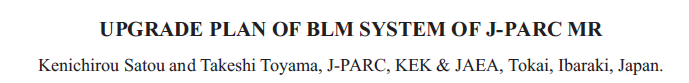 UPGRADE PLAN OF BLM SYSTEM OF J-PARC MR
Kenichirou Satou and Takeshi Toyama, J-PARC, KEK & JAEA, Tokai, Ibaraki, Japan.